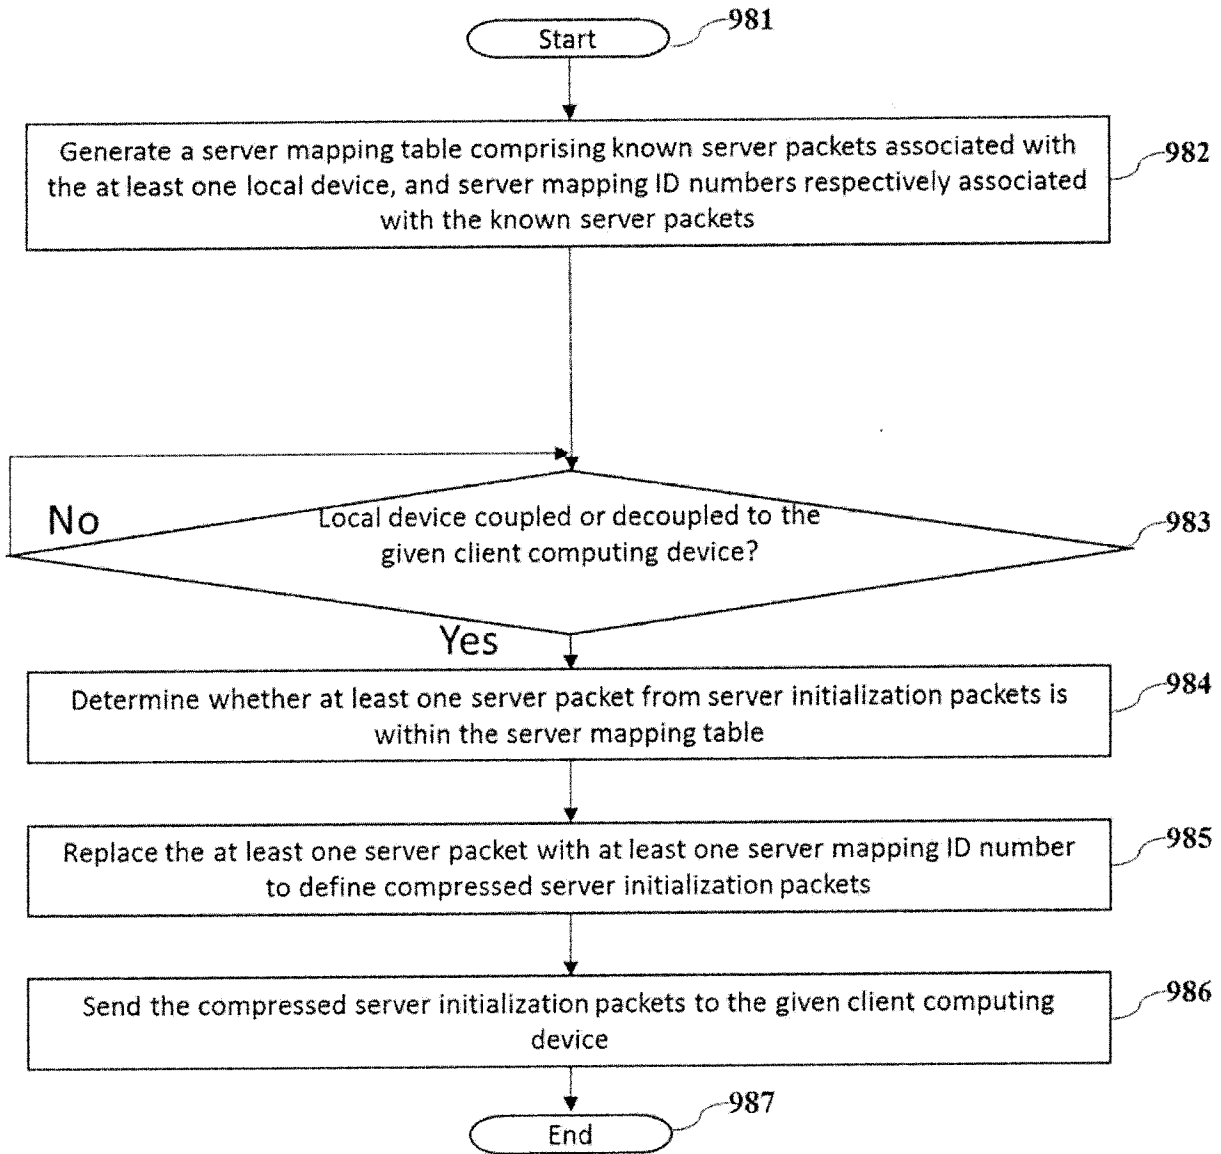 Start
981
Generate a server mapping table comprising known server packets associated with
the at least one local device, and server mapping ID numbers respectively associated
with the known server packets
982
No
Local device coupled or decoupled to the
given client computing device?
983
Yes
Determine whether at least one server packet from server initialization packets is
within the server mapping table
984
Replace the at least one server packet with at least one server mapping ID number
to define compressed server initialization packets
985
Send the compressed server initialization packets to the given client computing
device
986
End
987